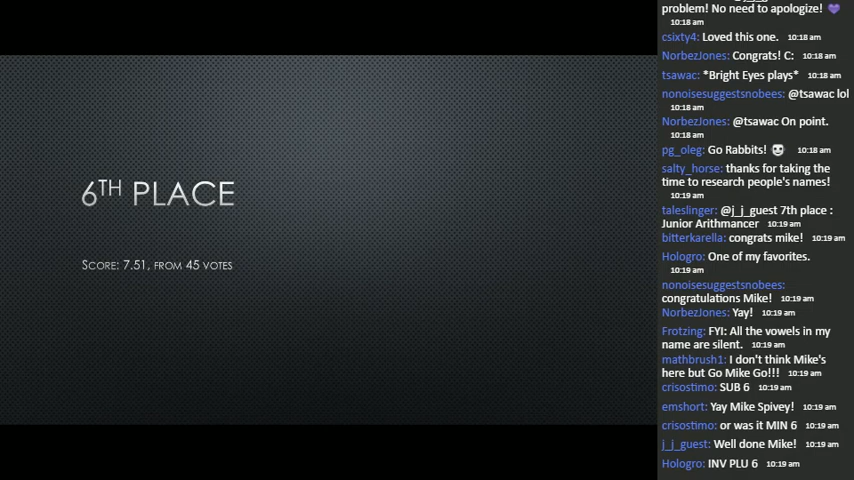 6TH PLACE
SCORE: 7.51, FROM 45 VOTES
problem! No need to apologize! 💜
10:18 am
csixty4: Loved this one. 10:18 am
NorbezJones: Congrats! C: 10:18 am
tsawac: *Bright Eyes plays* 10:18 am
nonoisesuggestsnobees: @tsawac lol
10:18 am
NorbezJones: @tsawac On point.
10:18 am
pg_oleg: Go Rabbits! 10:18 am
salty_horse: thanks for taking the
time to research people's names!
10:19 am
taleslinger: @j_j_guest 7th place :
Junior Arithmancer 10:19 am
bitterkarella: congrats mike! 10:19 am
Hologro: One of my favorites.
10:19 am
nonoisesuggestsnobees:
congratulations Mike! 10:19 am
NorbezJones: Yay! 10:19 am
Frotzing: FYI: All the vowels in my
name are silent. 10:19 am
mathbrush1: I don't think Mike's
here but Go Mike Go!!! 10:19 am
crisostimo: SUB 6 10:19 am
emshort: Yay Mike Spivey! 10:19 am
crisostimo: or was it MIN 6 10:19 am
j_j_guest: Well done Mike! 10:19 am
Hologro: INV PLU 6 10:19 am